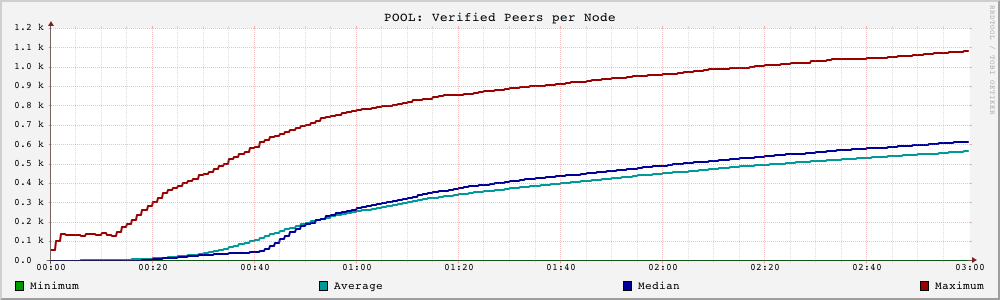 POOL: Verified Peers per Node
RRDTOOL / TOBI OETIKER
1.2 k
1.1 k
1.0 k
0.9 k
0.8 k
0.7 k
0.6 k
0.5 k
0.4 k
0.3 k
0.2 k
0.1 k
0.0
00:00 00:20 00:40 01:00 01:20 01:40 02:00 02:20 02:40 03:00
Minimum Average Median Maximum